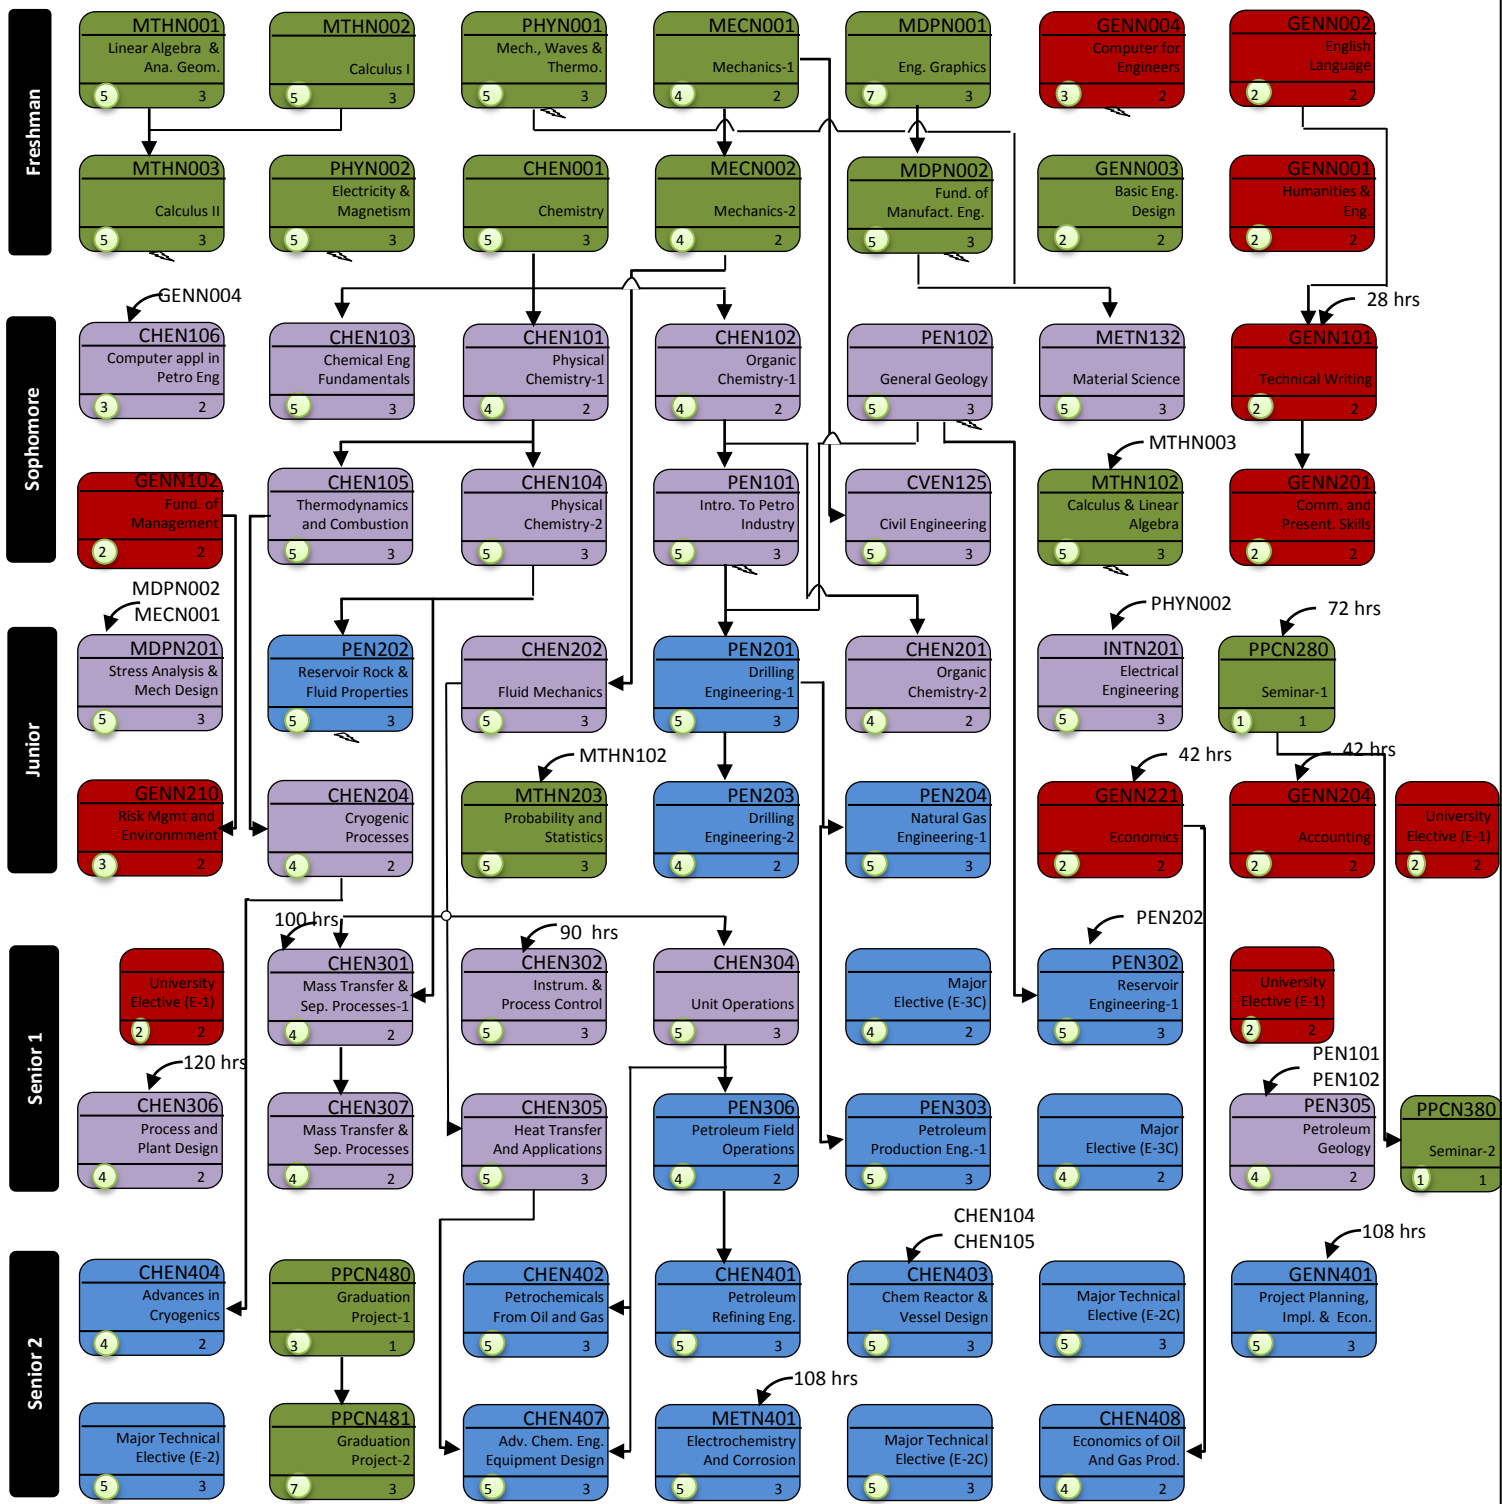 Freshman
MTHN001
Linear Algebra &
Ana. Geom.
5 3
MTHN002
Calculus I
5 3
PHYN001
Mech., Waves &
Thermo.
5 3
MECN001
Mechanics-1
4 2
MDPN001
Eng. Graphics
7 3
GENN004
Computer for
Engineers
3 2
GENN002
English
Language
2 2
MTHN003
Calculus II
5 3
PHYN002
Electricity &
Magnetism
5 3
CHEN001
Chemistry
5 3
MECN002
Mechanics-2
4 2
MDPN002
Fund. of
Manufact. Eng.
5 3
GENN003
Basic Eng.
Design
2 2
GENN001
Humanities &
Eng.
2 2
Sophomore
GENN004
CHEN106
Computer appl in
Petro Eng
3 2
CHEN103
Chemical Eng
Fundamentals
5 3
CHEN101
Physical
Chemistry-1
4 2
CHEN102
Organic
Chemistry-1
4 2
PEN102
General Geology
5 3
METN132
Material Science
5 3
28 hrs
GENN101
Technical Writing
2 2
GENN102
Fund. of
Management
2 2
CHEN105
Thermodynamics
and Combustion
5 3
CHEN104
Physical
Chemistry-2
5 3
PEN101
Intro. To Petro
Industry
5 3
CVEN125
Civil Engineering
5 3
MTHN003
MTHN102
Calculus & Linear
Algebra
5 3
GENN201
Comm. and
Present. Skills
2 2
Junior
MDPN002
MECN001
MDPN201
Stress Analysis &
Mech Design
5 3
PEN202
Reservoir Rock &
Fluid Properties
5 3
CHEN202
Fluid Mechanics
5 3
PEN201
Drilling
Engineering-1
5 3
CHEN201
Organic
Chemistry-2
4 2
PHYN002
INTN201
Electrical
Engineering
5 3
72 hrs
PPCN280
Seminar-1
1 1
GENN210
Risk Mgmt and
Environmment
3 2
CHEN204
Cryogenic
Processes
4 2
MTHN102
MTHN203
Probability and
Statistics
5 3
PEN203
Drilling
Engineering-2
4 2
PEN204
Natural Gas
Engineering-1
5 3
42 hrs
GENN221
Economics
2 2
42 hrs
GENN204
Accounting
2 2
University
Elective (E-1)
2 2
Senior 1
University
Elective (E-1)
2 2
100 hrs
CHEN301
Mass Transfer &
Sep. Processes-1
4 2
90 hrs
CHEN302
Instrum. &
Process Control
5 3
CHEN304
Unit Operations
5 3
Major
Elective (E-3C)
4 2
PEN202
PEN302
Reservoir
Engineering-1
5 3
University
Elective (E-1)
2 2
120 hrs
CHEN306
Process and
Plant Design
4 2
CHEN307
Mass Transfer &
Sep. Processes
4 2
CHEN305
Heat Transfer
And Applications
5 3
PEN306
Petroleum Field
Operations
4 2
PEN303
Petroleum
Production Eng.-1
5 3
Major
Elective (E-3C)
4 2
PEN101
PEN102
PEN305
Petroleum
Geology
4 2
PPCN380
Seminar-2
1 1
Senior 2
CHEN404
Advances in
Cryogenics
4 2
PPCN480
Graduation
Project-1
3 1
CHEN402
Petrochemicals
From Oil and Gas
5 3
CHEN401
Petroleum
Refining Eng.
5 3
CHEN104
CHEN105
CHEN403
Chem Reactor &
Vessel Design
5 3
Major Technical
Elective (E-2C)
5 3
108 hrs
GENN401
Project Planning,
Impl. & Econ.
5 3
Major Technical
Elective (E-2)
5 3
PPCN481
Graduation
Project-2
7 3
CHEN407
Adv. Chem. Eng.
Equipment Design
5 3
108 hrs
METN401
Electrochemistry
And Corrosion
5 3
Major Technical
Elective (E-2C)
5 3
CHEN408
Economics of Oil
And Gas Prod.
4 2